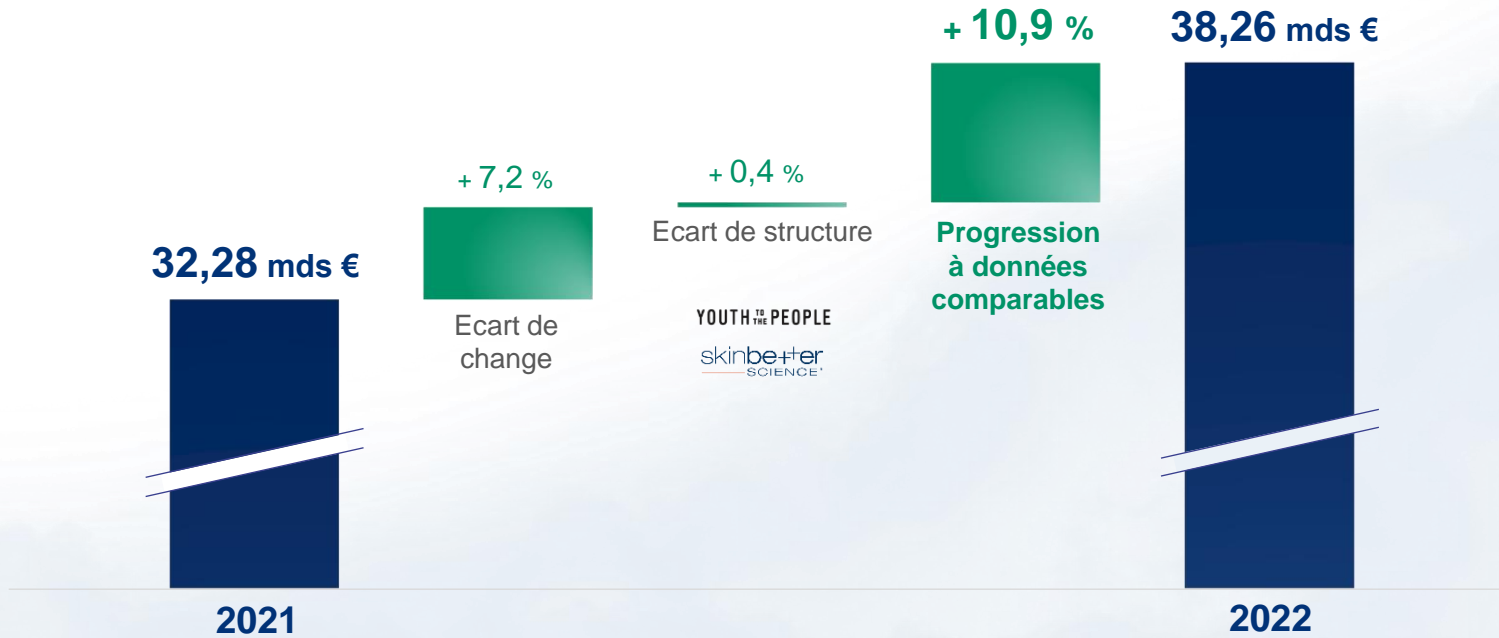 32,28 mds €
+ 7,2 %
Ecart de
change
+ 0,4 %
Ecart de structure
YOUTH TO THE PEOPLE
skinbetter
SCIENCE
+ 10,9 %
Progression
à données
comparables
38,26 mds €
2021
2022